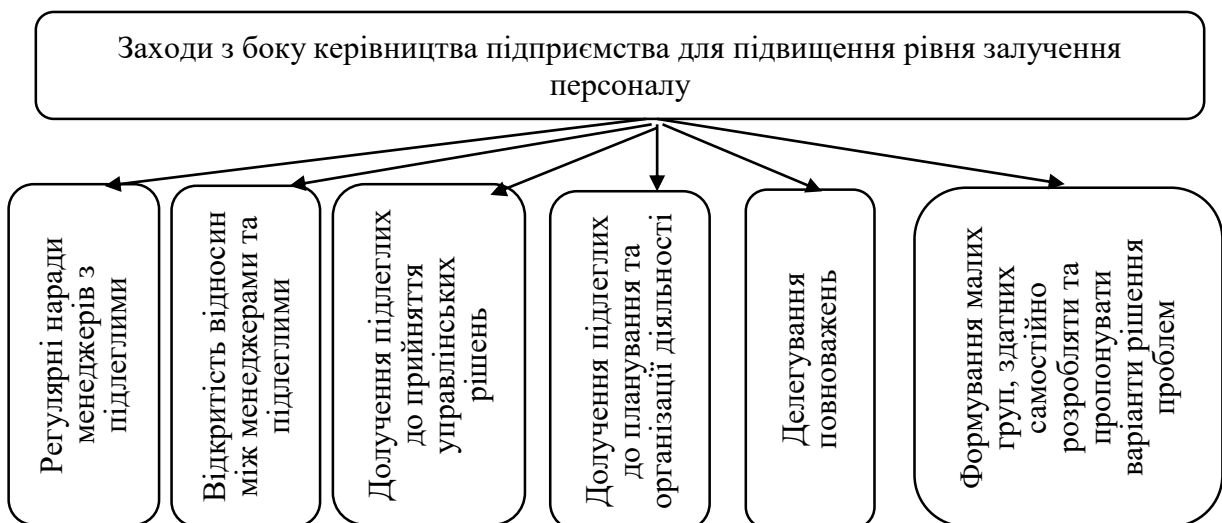 Заходи з боку керівництва підприємства для підвищення рівня залучення
персоналу
Регулярні наради
менеджерів з
підлеглими
Відкритість відносин
між менеджерами та
підлеглими
Долучення підлеглих
до прийняття
управлінських
рішень
Долучення підлеглих
до планування та
організації діяльності
Делегування
повноважень
Формування малих
груп, здатних
самостійно
розробляти та
пропонувати
варіанти рішення
проблем